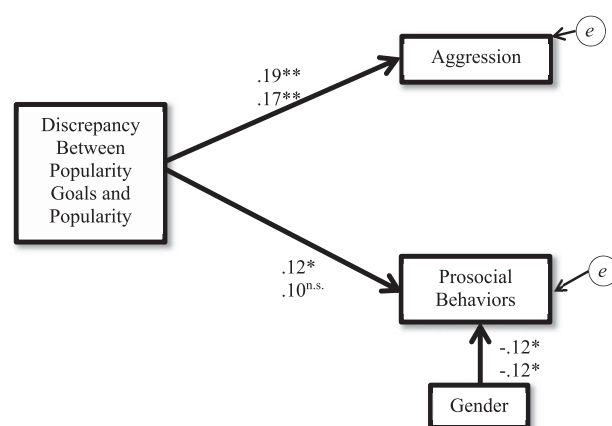 e
Aggression
.19**
.17**
Discrepancy
Between
Popularity
Goals and
Popularity
.12*
.10n.s.
Prosocial
Behaviors
e
-.12*
-.12*
Gender